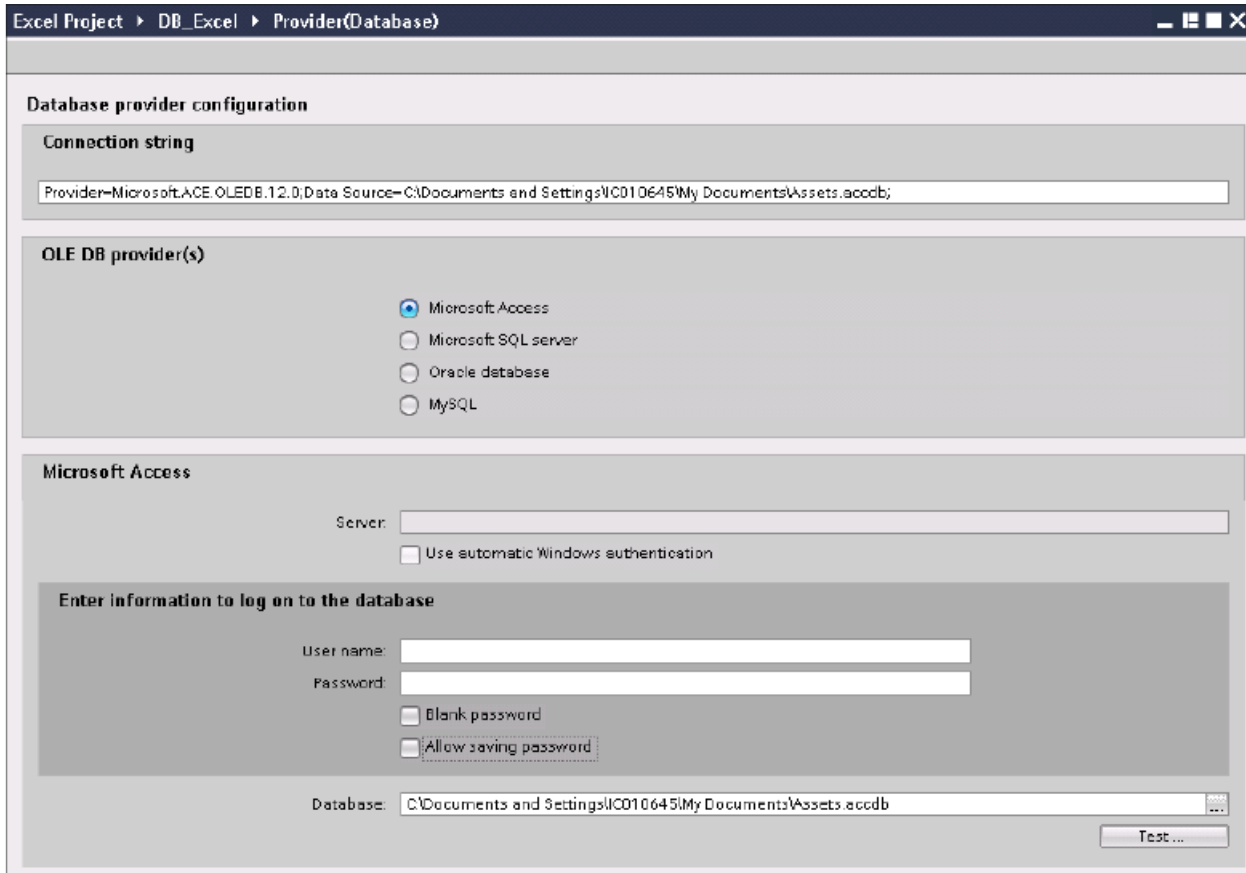 Excel Project ▸ DB_Excel ▸ Provider(Database)
Database provider configuration
Connection string
Provider=Microsoft.ACE.OLEDB.12.0;Data Source=C:\Documents and Settings\IC010645\My Documents\Assets.accdb;
OLE DB provider(s)
Microsoft Access
Microsoft SQL server
Oracle database
MySQL
Microsoft Access
Server:
Use automatic Windows authentication
Enter information to log on to the database
User name:
Password:
Blank password
Allow saving password
Database: C:\Documents and Settings\IC010645\My Documents\Assets.accdb ...
Test ...